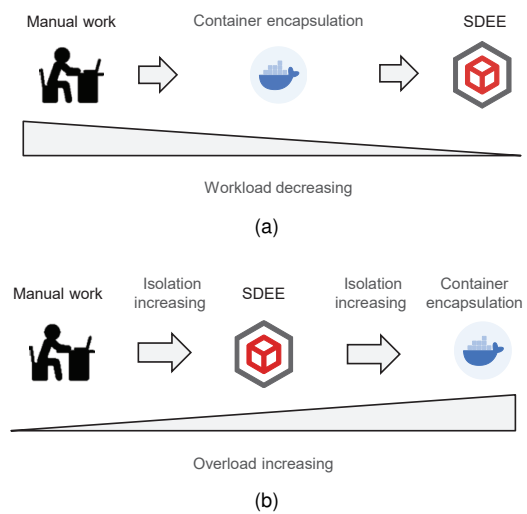 Manual work
Container encapsulation
SDEE
Workload decreasing
(a)
Manual work
Isolation
increasing
SDEE
Isolation
increasing
Container
encapsulation
Overload increasing
(b)